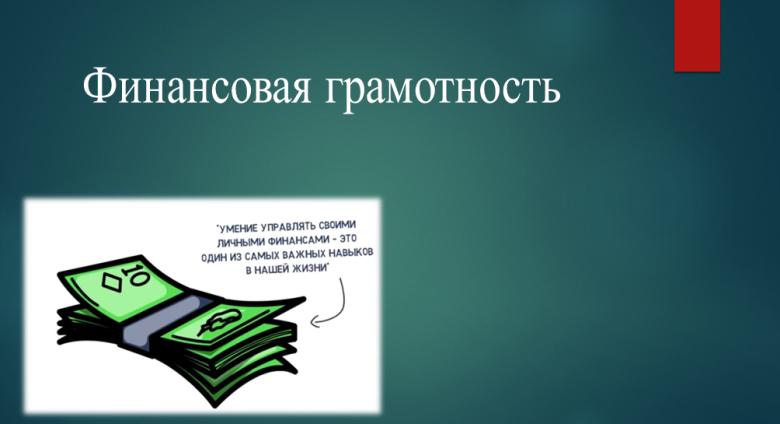 Финансовая грамотность
"УМЕНИЕ УПРАВЛЯТЬ СВОИМИ
ЛИЧНЫМИ ФИНАНСАМИ - ЭТО
ОДИН ИЗ САМЫХ ВАЖНЫХ НАВЫКОВ
В НАШЕЙ ЖИЗНИ"
10